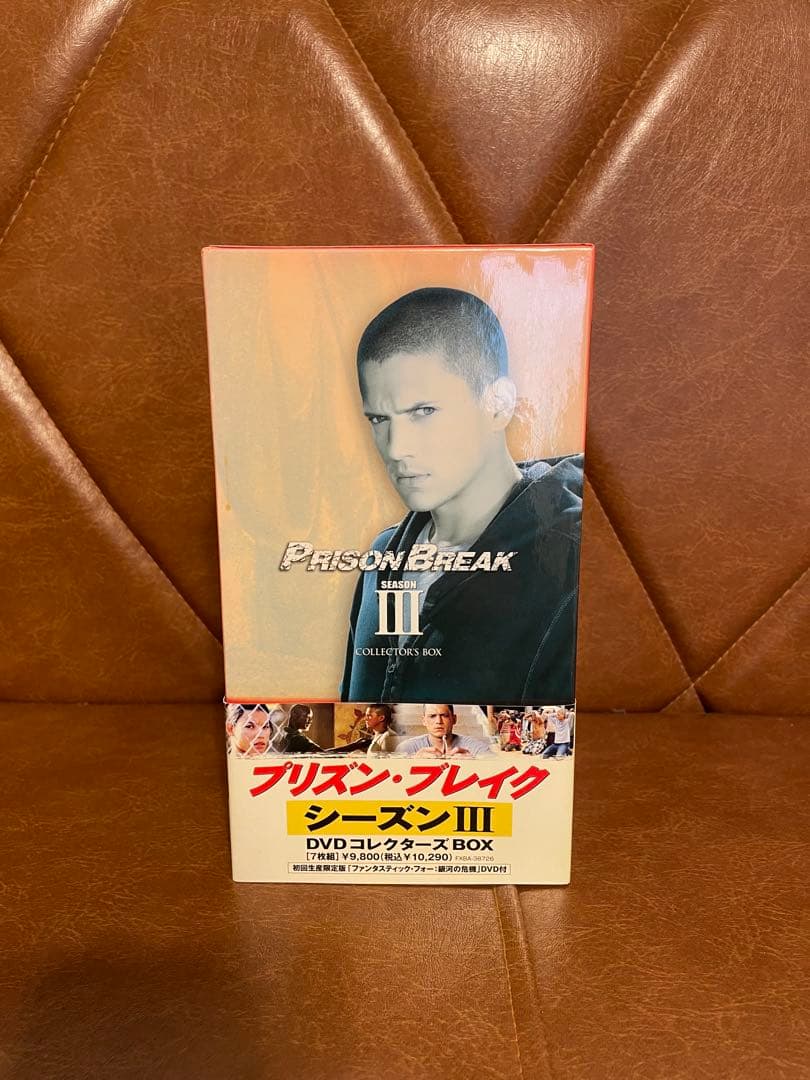 PRISON BREAK
SEASON
III
COLLECTOR'S BOX
プリズン・ブレイク
シーズンIII
DVDコレクターズBOX
[7枚組] ¥9,800(税込¥10,290) FXBA-38726
初回生産限定版「ファンタスティック・フォー:銀河の危機」DVD付